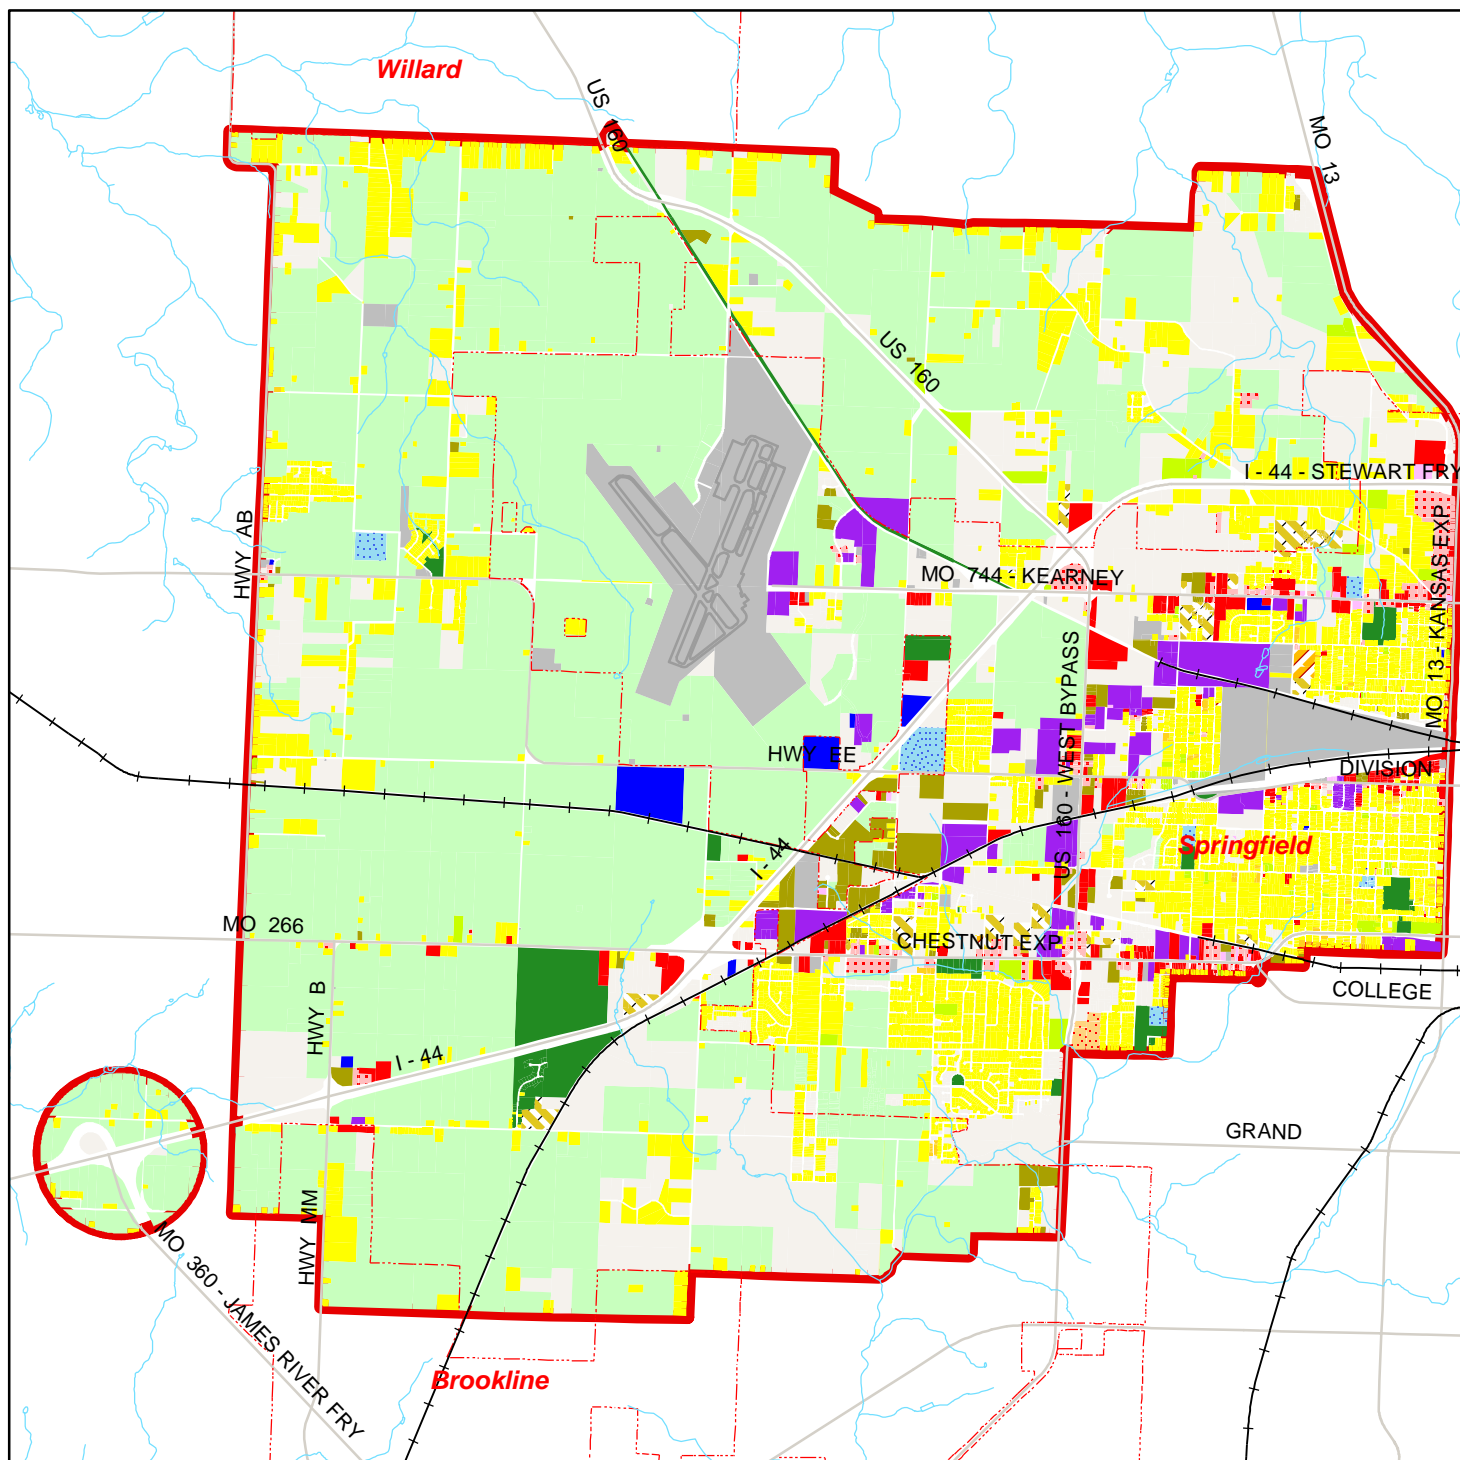 Willard
US 160
MO 13
US 160
I - 44 - STEWART FRY
HWY AB
MO 744 - KEARNEY
MO 13 - KANSAS EXP
US 160 - WEST BYPASS
HWY EE
DIVISION
Springfield
I - 44
MO 266
CHESTNUT EXP
COLLEGE
HWY B
I - 44
GRAND
HWY MM
MO 360 - JAMES RIVER FRY
Brookline